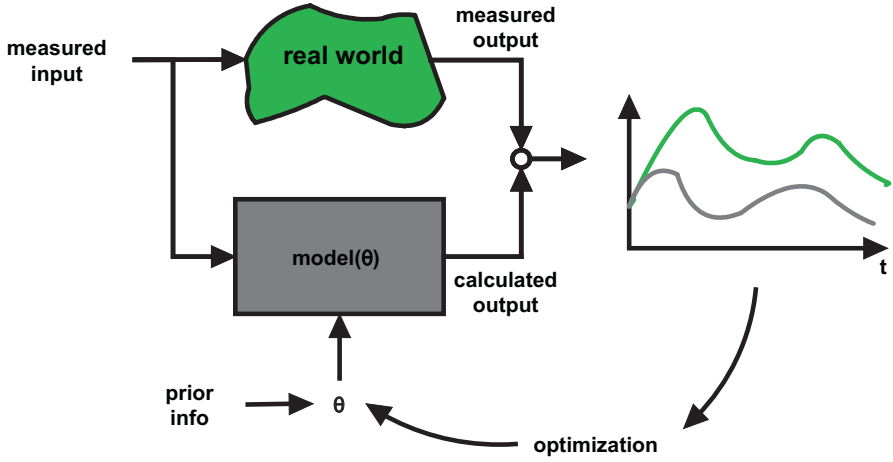 measured
input
real world
measured
output
model(θ)
calculated
output
t
prior
info
θ
optimization